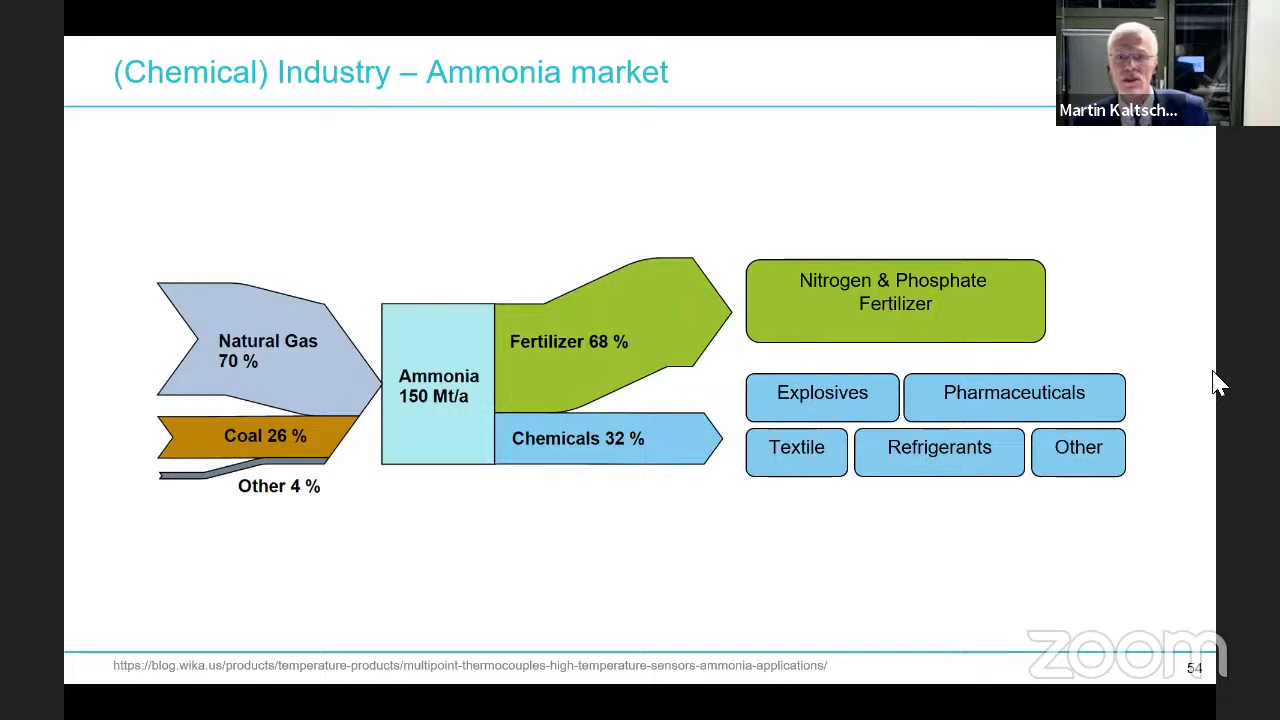 (Chemical) Industry – Ammonia market
Martin Kaltsch...
Natural Gas
70 %
Coal 26 %
Other 4 %
Ammonia
150 Mt/a
Fertilizer 68 %
Chemicals 32 %
Nitrogen & Phosphate
Fertilizer
Explosives
Pharmaceuticals
Textile
Refrigerants
Other
https://blog.wika.us/products/temperature-products/multipoint-thermocouples-high-temperature-sensors-ammonia-applications/
54
zoom